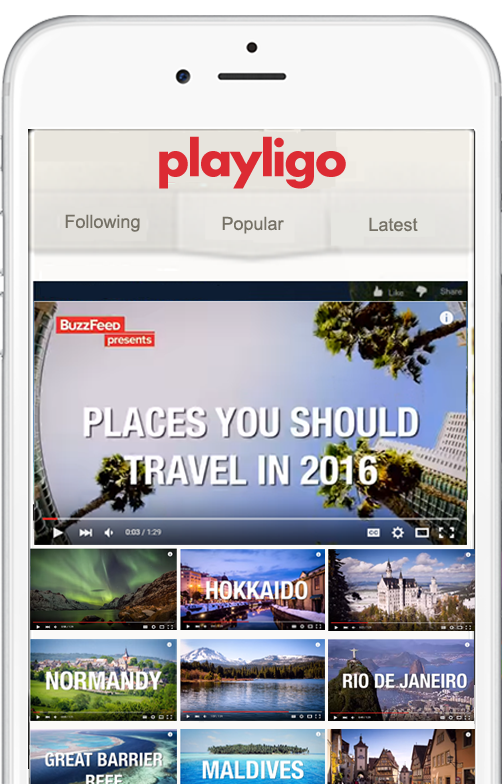 playligo
Following
Popular
Latest
Like
Share
BuzzFeed
presents
PLACES YOU SHOULD
TRAVEL IN 2016
0:03 / 1:29
CC
HOKKAIDO
NORMANDY
RIO DE JANEIRO
GREAT BARRIER
REEF
MALDIVES